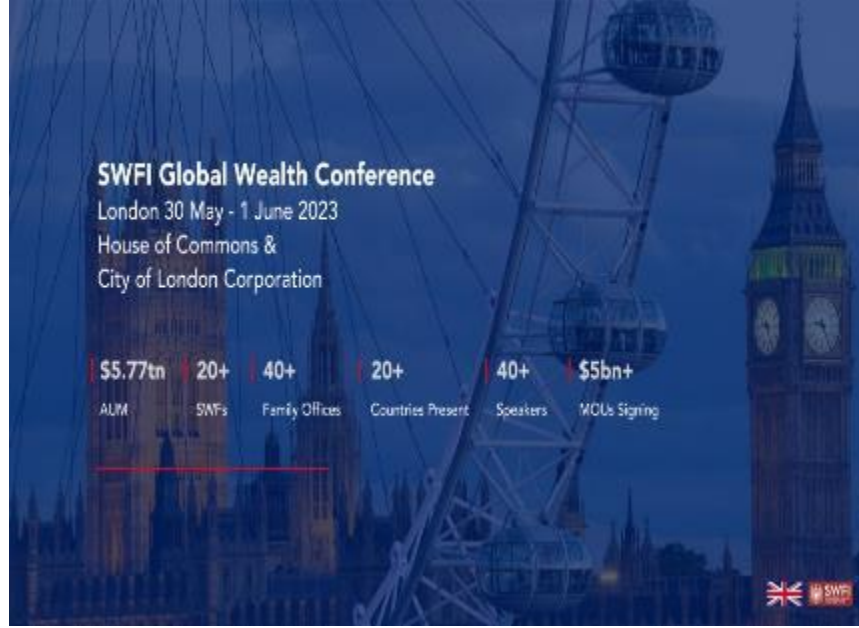 SWFI Global Wealth Conference
London 30 May - 1 June 2023
House of Commons &
City of London Corporation
$5.77tn 20+ 40+ 20+ 40+ $5bn+
AUM SWFs Family Offices Countries Present Speakers MOUs Signing
SWFI